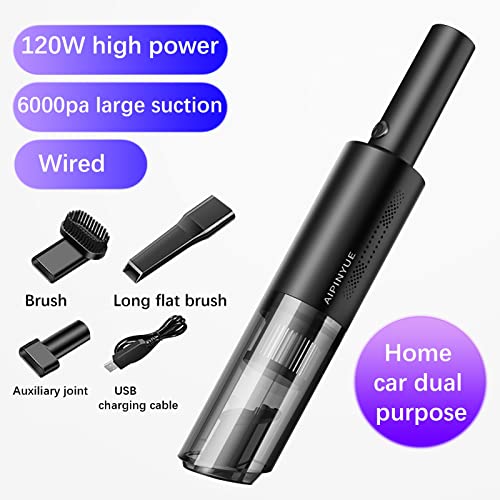 120W high power
6000pa large suction
Wired
Brush
Long flat brush
Auxiliary joint
USB
charging cable
AIPINYUE
Home
car dual
purpose